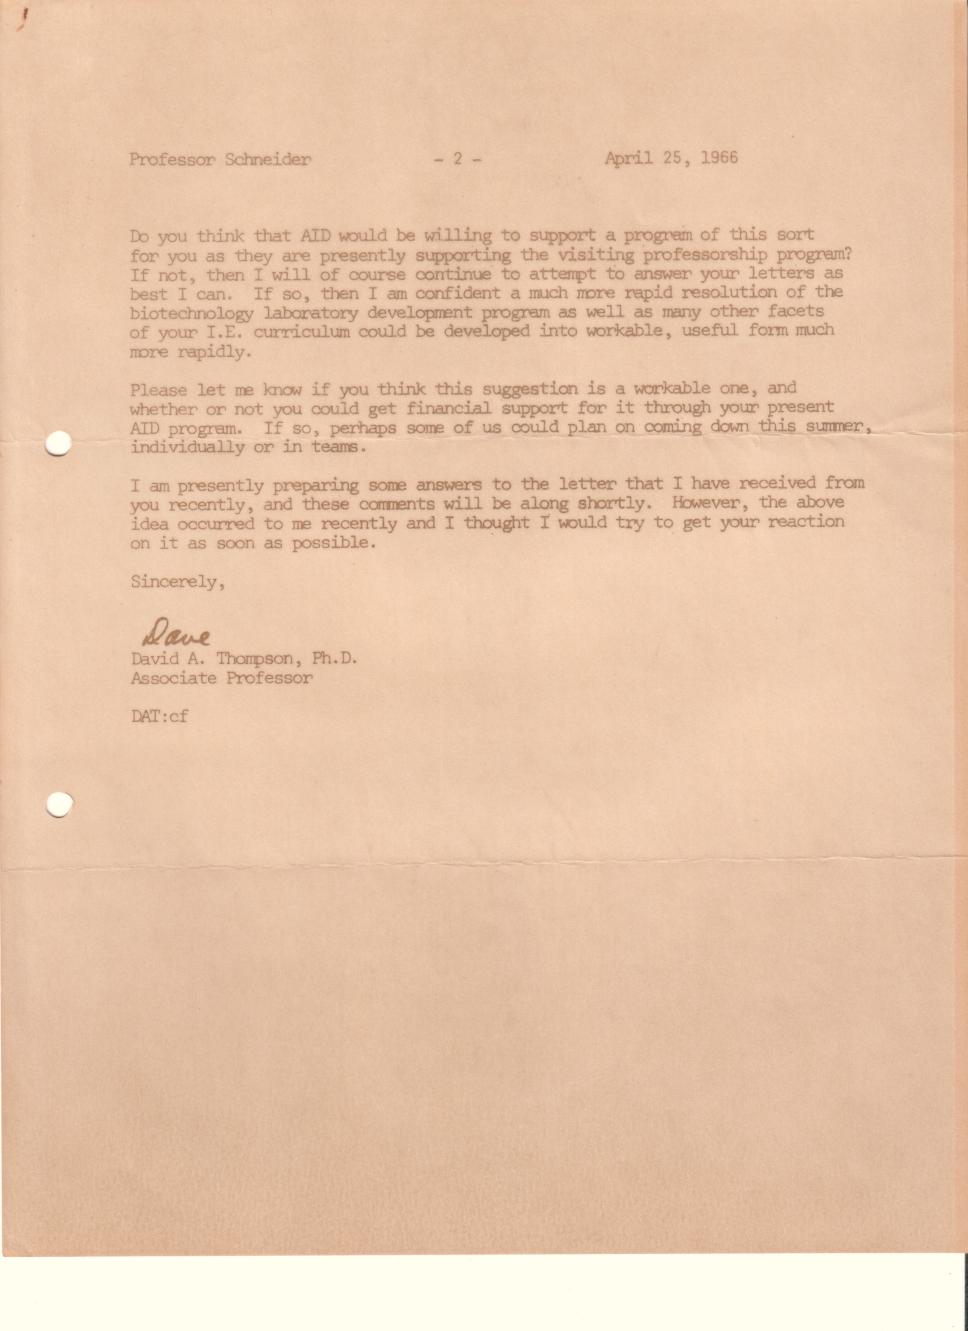 Professor Schneider - 2 - April 25, 1966
Do you think that AID would be willing to support a program of this sort
for you as they are presently supporting the visiting professorship program?
If not, then I will of course continue to attempt to answer your letters as
best I can. If so, then I am confident a much more rapid resolution of the
biotechnology laboratory development program as well as many other facets
of your I.E. curriculum could be developed into workable, useful form much
more rapidly.
Please let me know if you think this suggestion is a workable one, and
whether or not you could get financial support for it through your present
AID program. If so, perhaps some of us could plan on coming down this summer,
individually or in teams.
I am presently preparing some answers to the letter that I have received from
you recently, and these comments will be along shortly. However, the above
idea occurred to me recently and I thought I would try to get your reaction
on it as soon as possible.
Sincerely,
Dave
David A. Thompson, Ph.D.
Associate Professor
DAT:cf